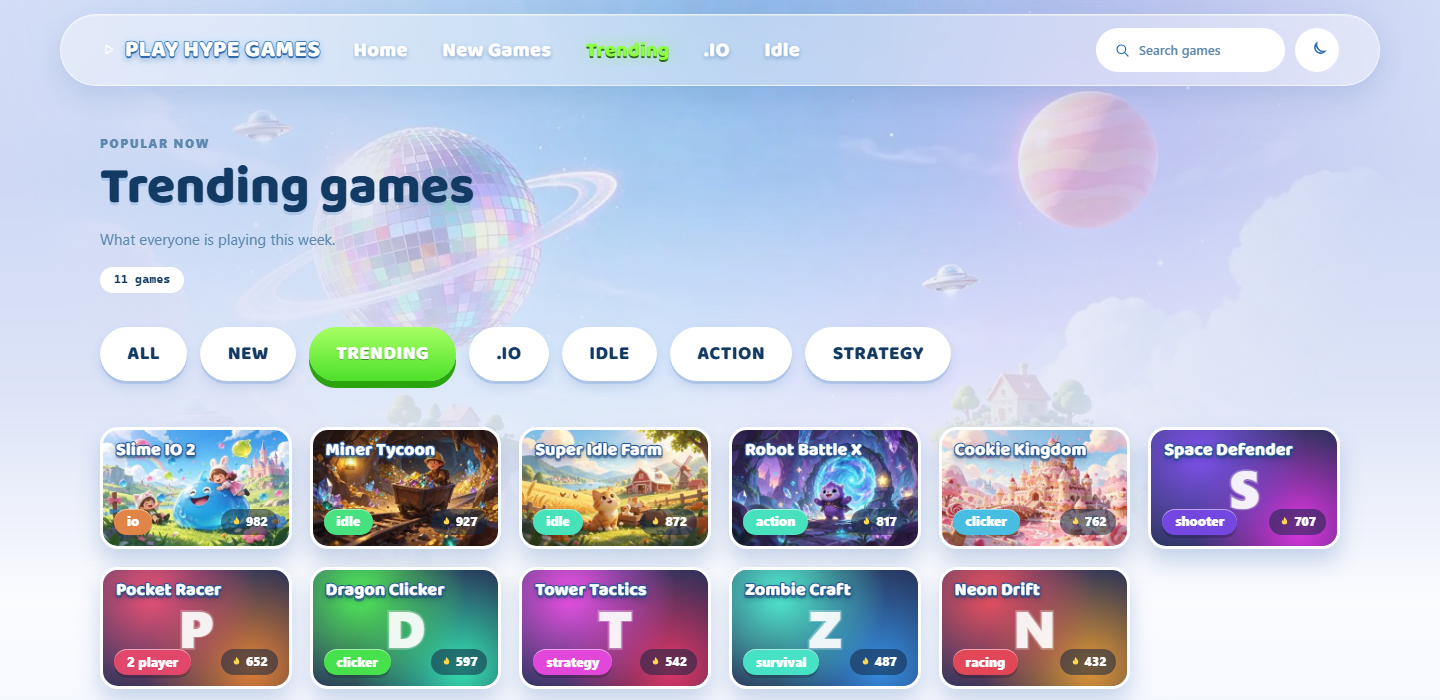 PLAY HYPE GAMES Home New Games Trending .IO Idle Search games
POPULAR NOW
Trending games
What everyone is playing this week.
11 games
ALL NEW TRENDING .IO IDLE ACTION STRATEGY
Slime IO 2
io 982
Miner Tycoon
idle 927
Super Idle Farm
idle 872
Robot Battle X
action 817
Cookie Kingdom
clicker 762
Space Defender
S
shooter 707
Pocket Racer
P
2 player 652
Dragon Clicker
D
clicker 597
Tower Tactics
T
strategy 542
Zombie Craft
Z
survival 487
Neon Drift
N
racing 432